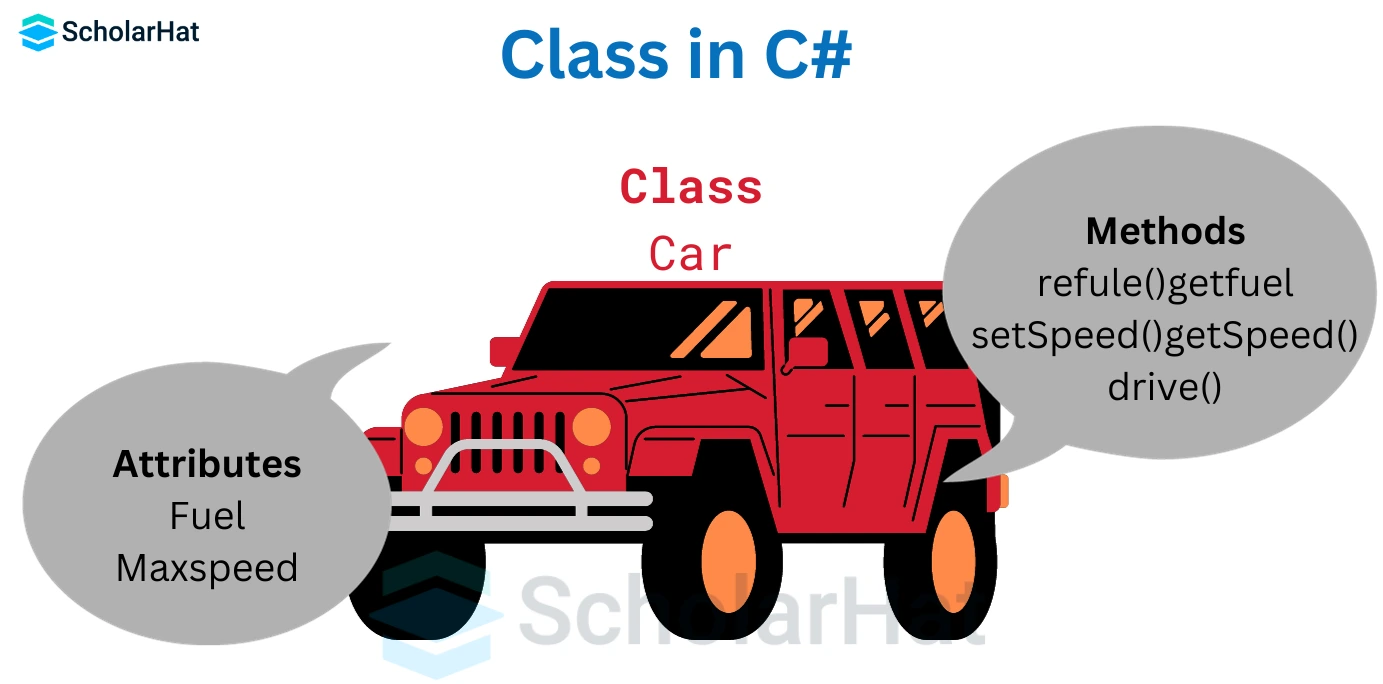 ScholarHat
Class in C#
Class
Car
Methods
refule()getfuel
setSpeed()getSpeed()
drive()
Attributes
Fuel
Maxspeed
ScholarHat